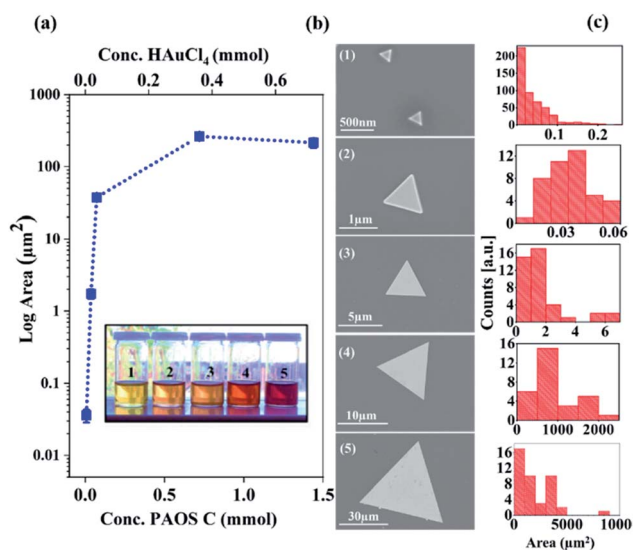 (a)
Conc. HAuCl4 (mmol)
0.0 0.2 0.4 0.6
1000
100
10
1
0.1
0.01
Log Area (µm²)
1 2 3 4 5
0.0 0.5 1.0 1.5
Conc. PAOS C (mmol)
(b)
(1)
500nm
(2)
1µm
(3)
5µm
(4)
10µm
(5)
30µm
(c)
200
150
100
50
0
0.1 0.2
12
8
4
0
0.03 0.06
16
12
8
4
0
0 2 4 6
16
12
8
4
0
0 1000 2000
16
12
8
4
0
0 5000 10000
Counts [a.u.]
Area (µm²)